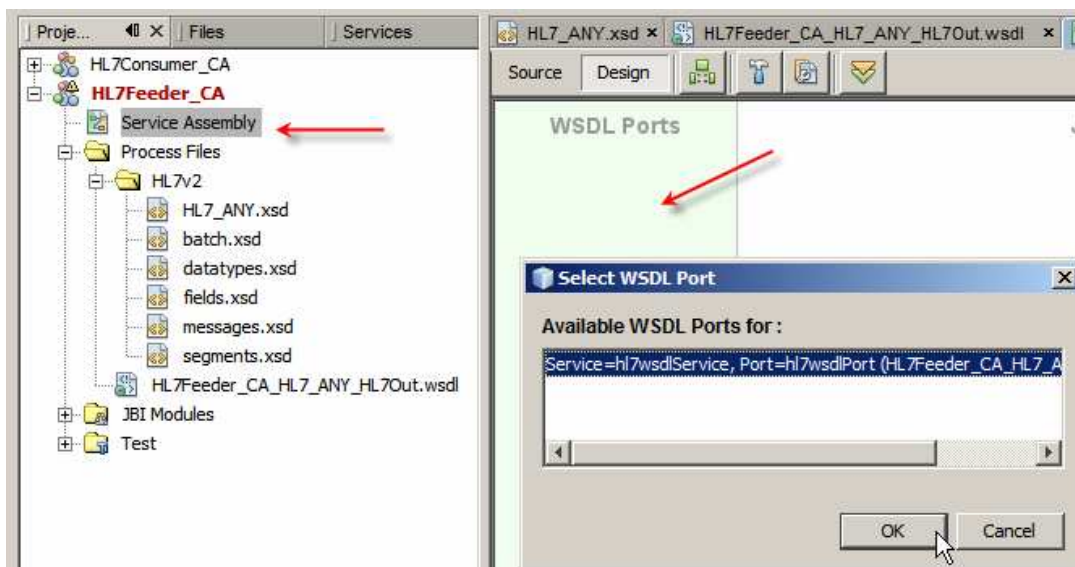 Proje...
Files
Services
HL7Consumer_CA
HL7Feeder_CA
Service Assembly
Process Files
HL7v2
HL7_ANY.xsd
batch.xsd
datatypes.xsd
fields.xsd
messages.xsd
segments.xsd
HL7Feeder_CA_HL7_ANY_HL7Out.wsdl
JBI Modules
Test
HL7_ANY.xsd
HL7Feeder_CA_HL7_ANY_HL7Out.wsdl
Source
Design
WSDL Ports
Select WSDL Port
Available WSDL Ports for :
Service=hl7wsdlService, Port=hl7wsdlPort (HL7Feeder_CA_HL7_A
OK
Cancel